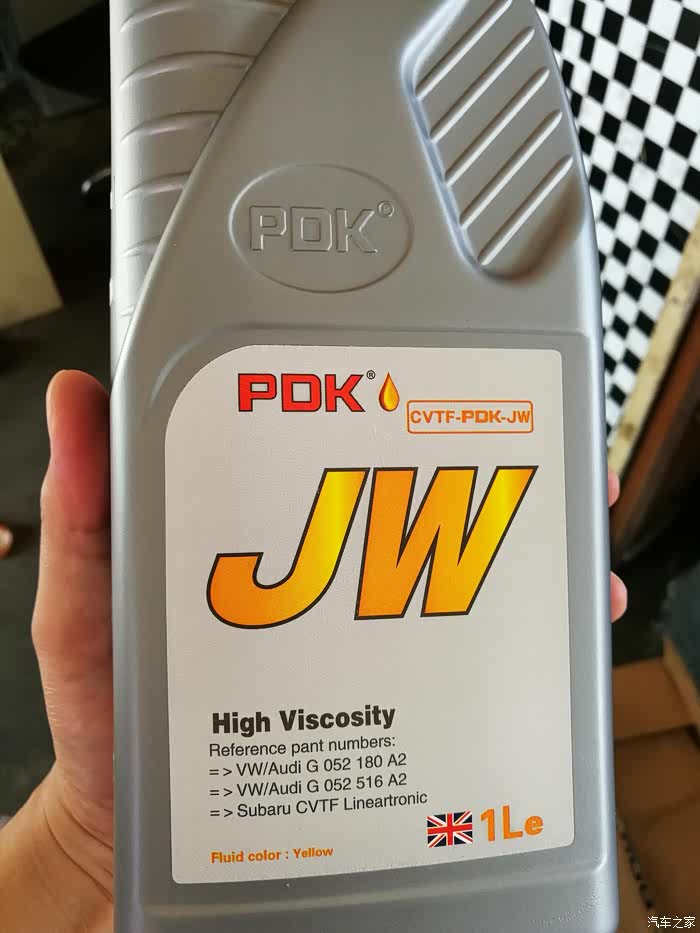 PDK©
PDK®
CVTF-PDK-JW
JW
High Viscosity
Reference pant numbers:
=> VW/Audi G 052 180 A2
=> VW/Audi G 052 516 A2
=> Subaru CVTF Lineartronic
1Le
Fluid color : Yellow
汽车之家